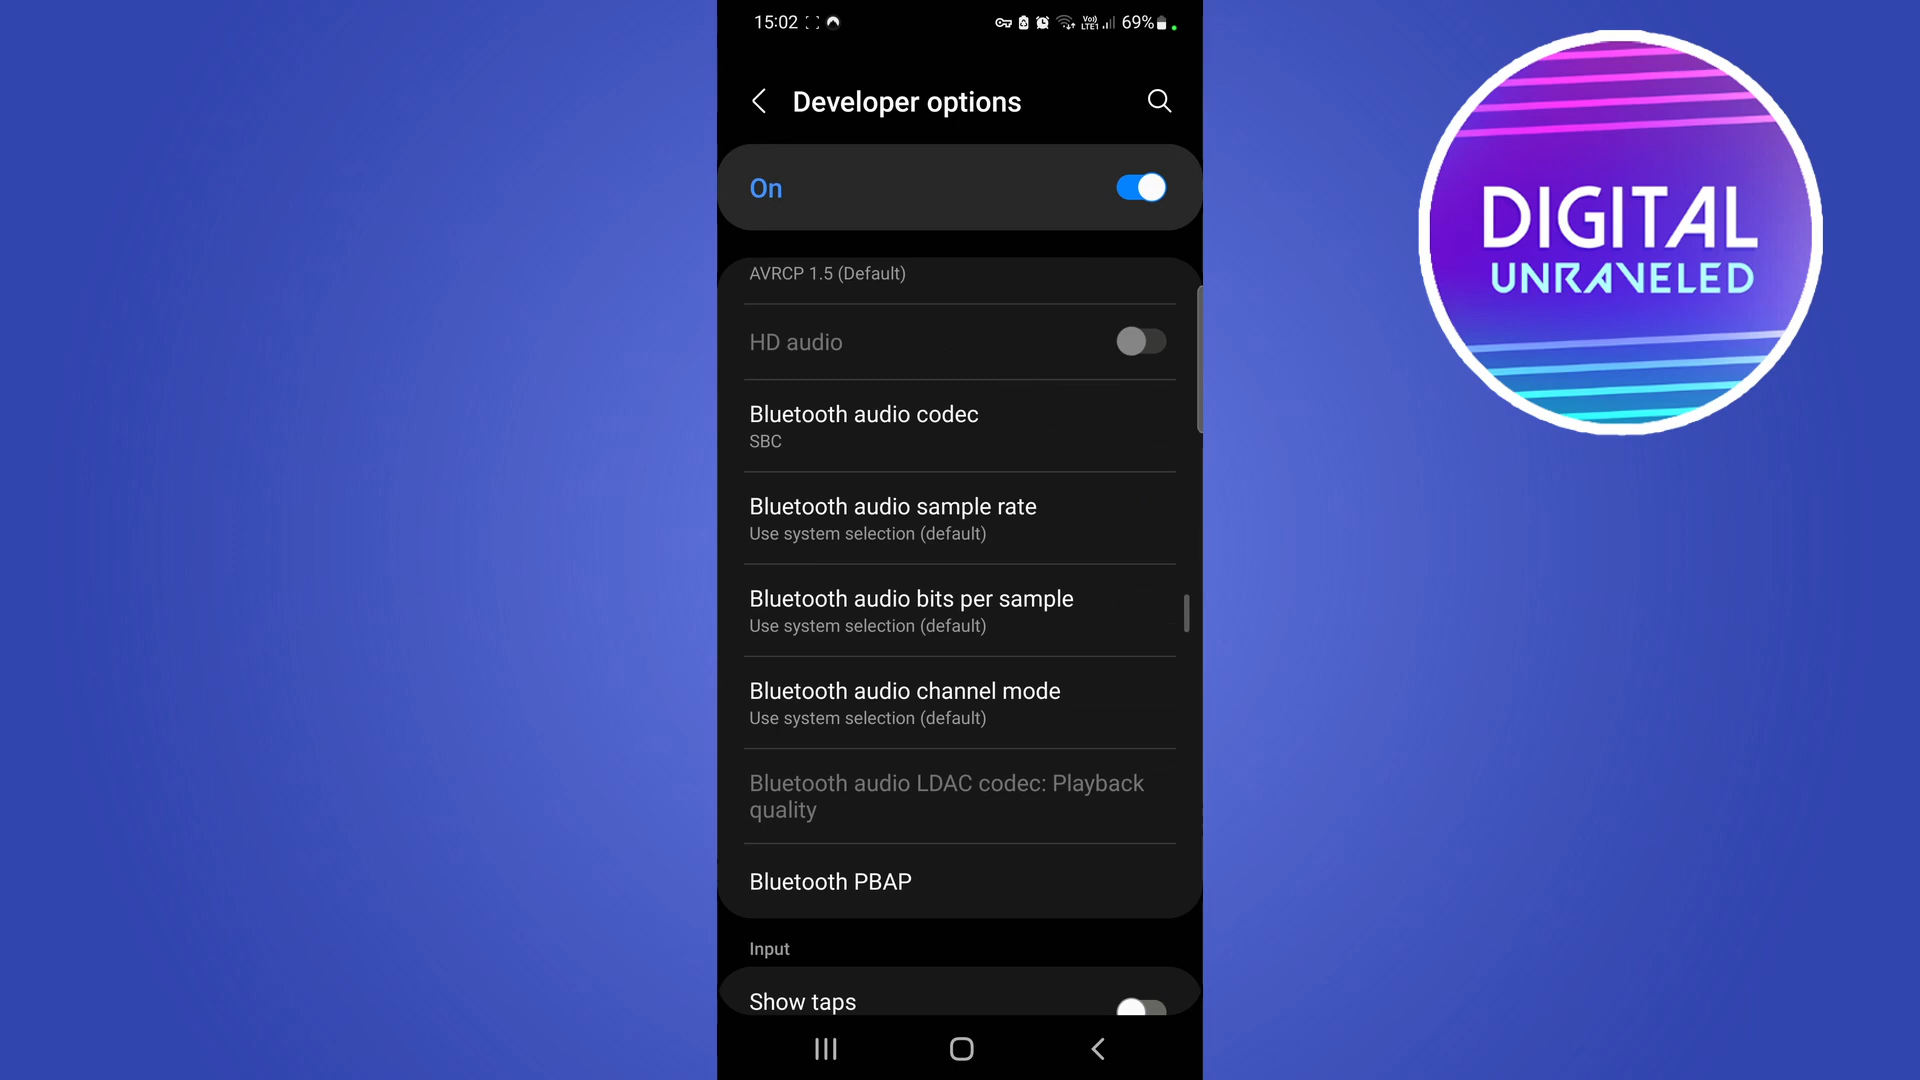 15:02
Vo)) LTE1 69%
Developer options
On
AVRCP 1.5 (Default)
HD audio
Bluetooth audio codec
SBC
Bluetooth audio sample rate
Use system selection (default)
Bluetooth audio bits per sample
Use system selection (default)
Bluetooth audio channel mode
Use system selection (default)
Bluetooth audio LDAC codec: Playback
quality
Bluetooth PBAP
Input
Show taps
DIGITAL
UNRAVELED